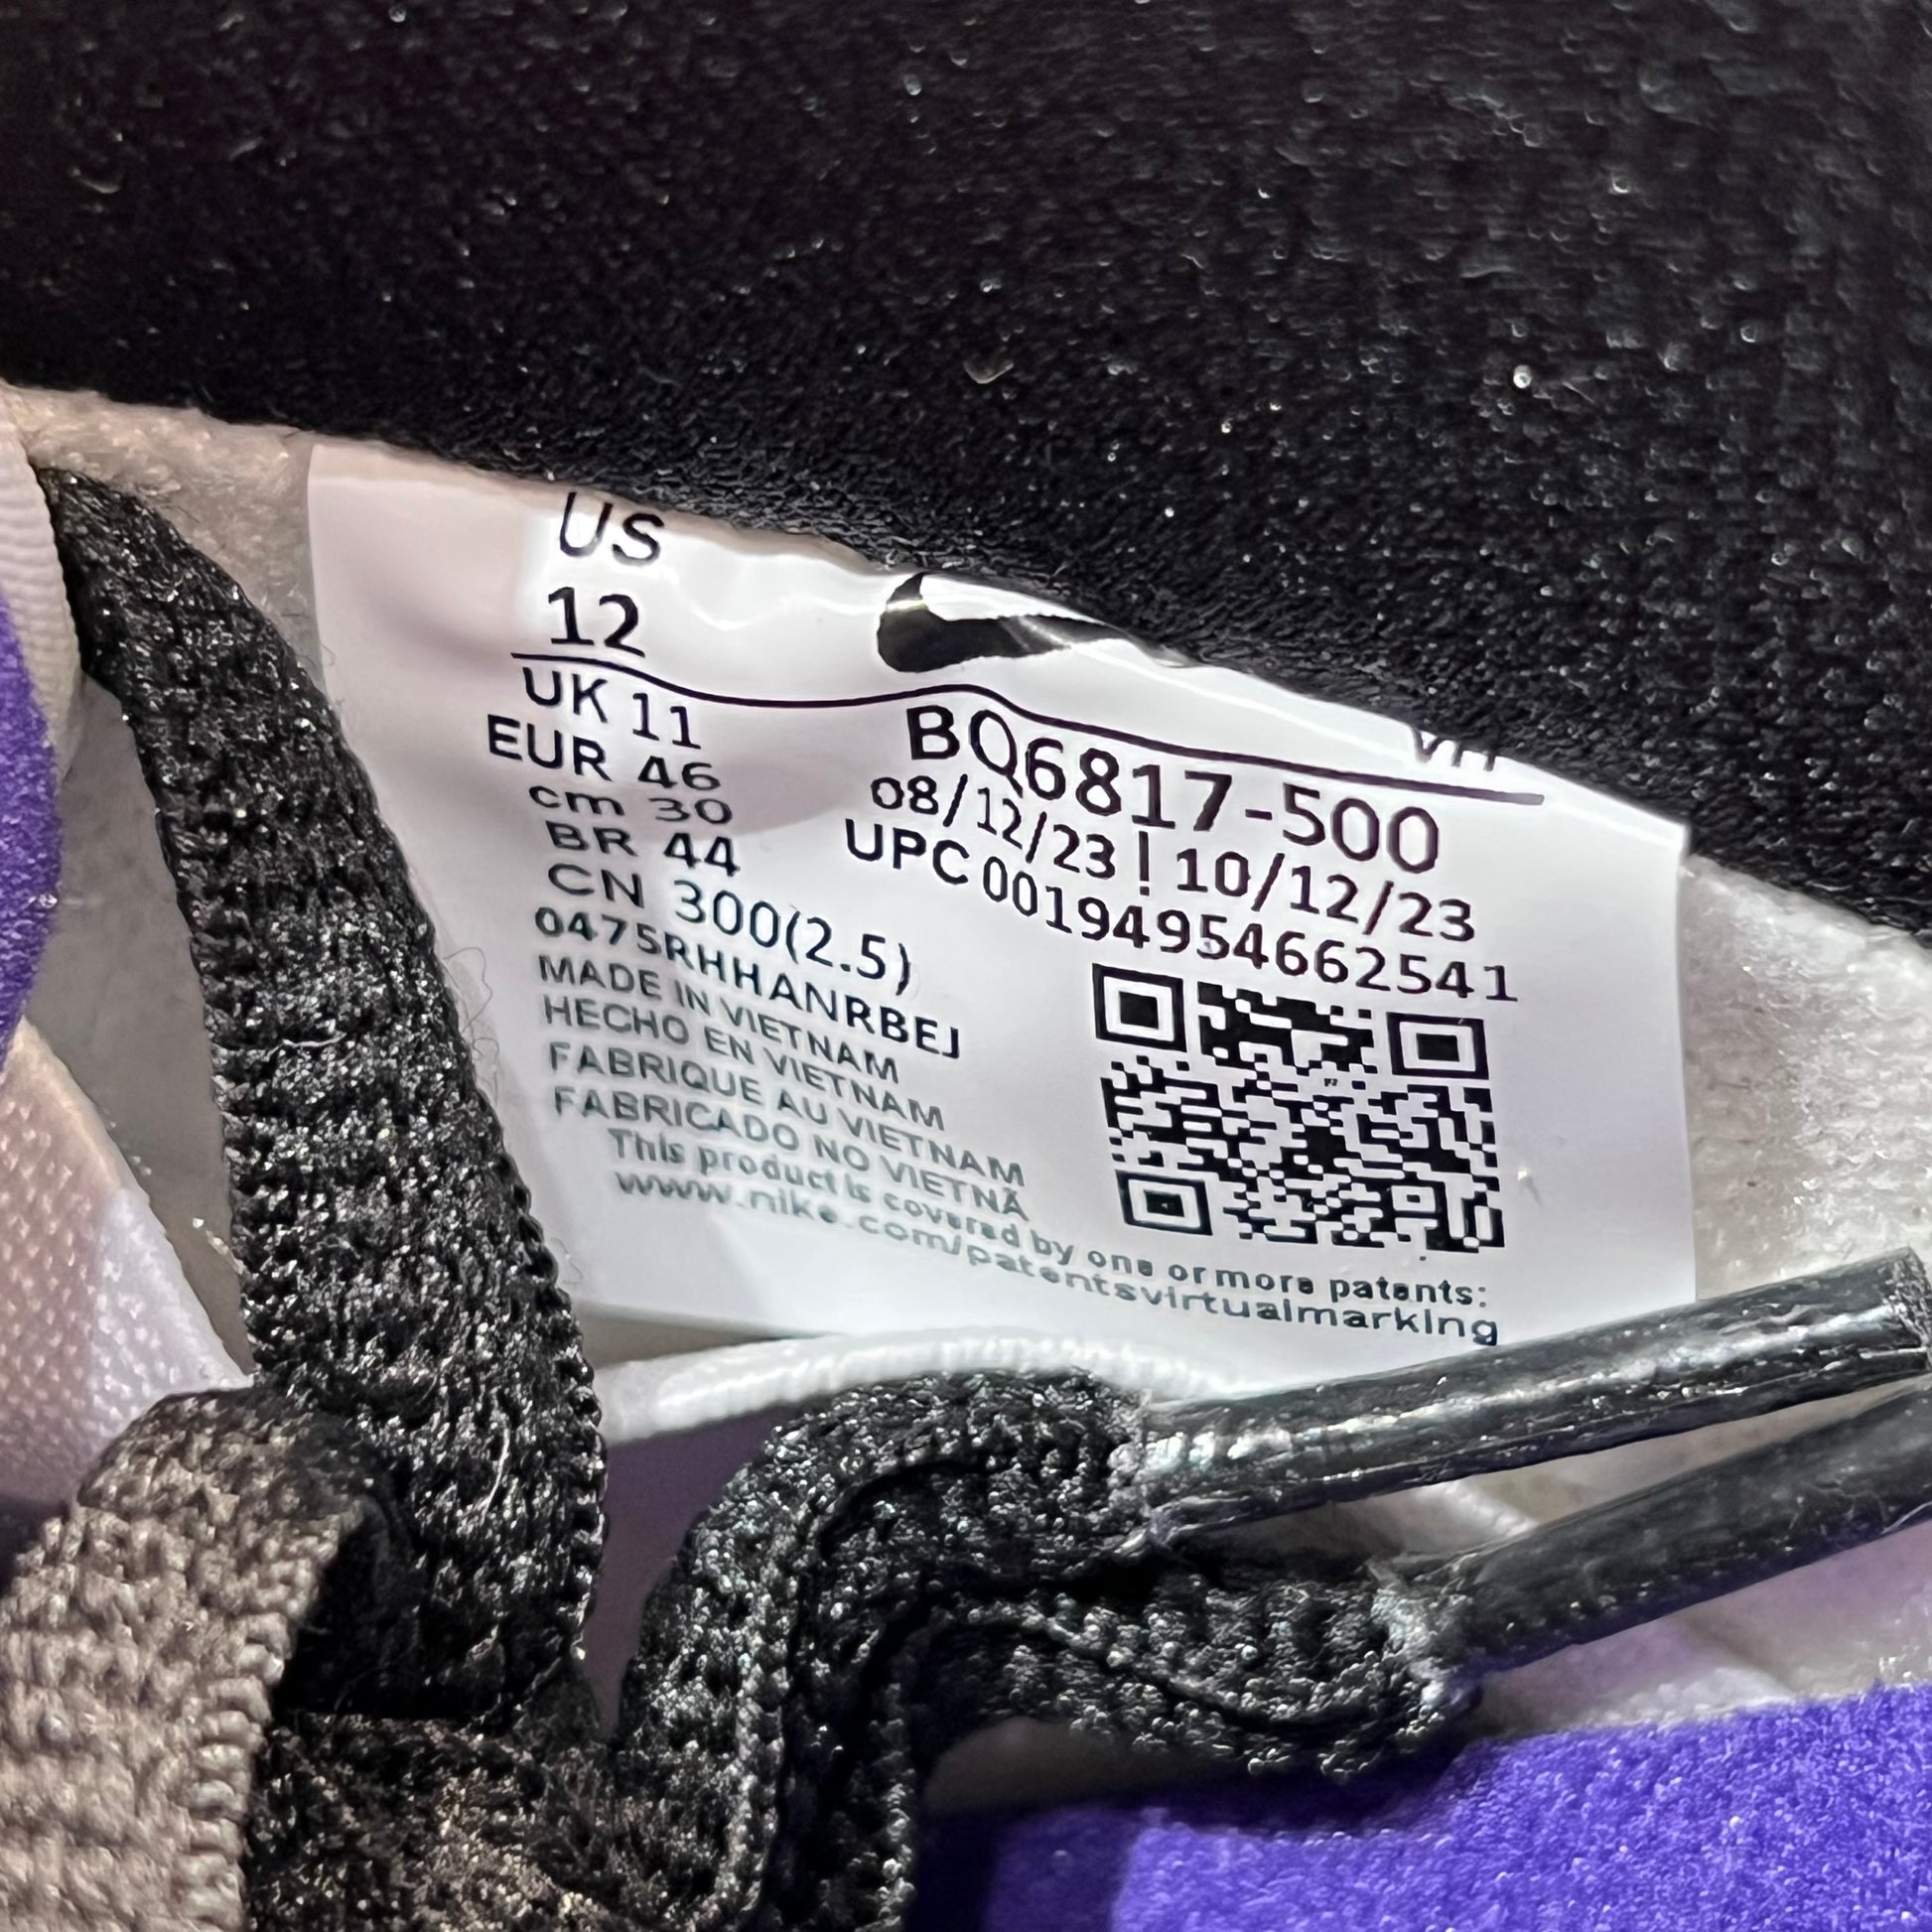 US
12
UK 11
EUR 46
cm 30
BR 44
CN 300(2.5)
0475RHHANRBEJ
MADE IN VIETNAM
HECHO EN VIETNAM
FABRIQUE AU VIETNAM
FABRICADO NO VIETNÃ
This product is covered by one or more patents:
www.nike.com/patentsvirtualmarking
BQ6817-500
08/12/23 ! 10/12/23
UPC 00194954662541